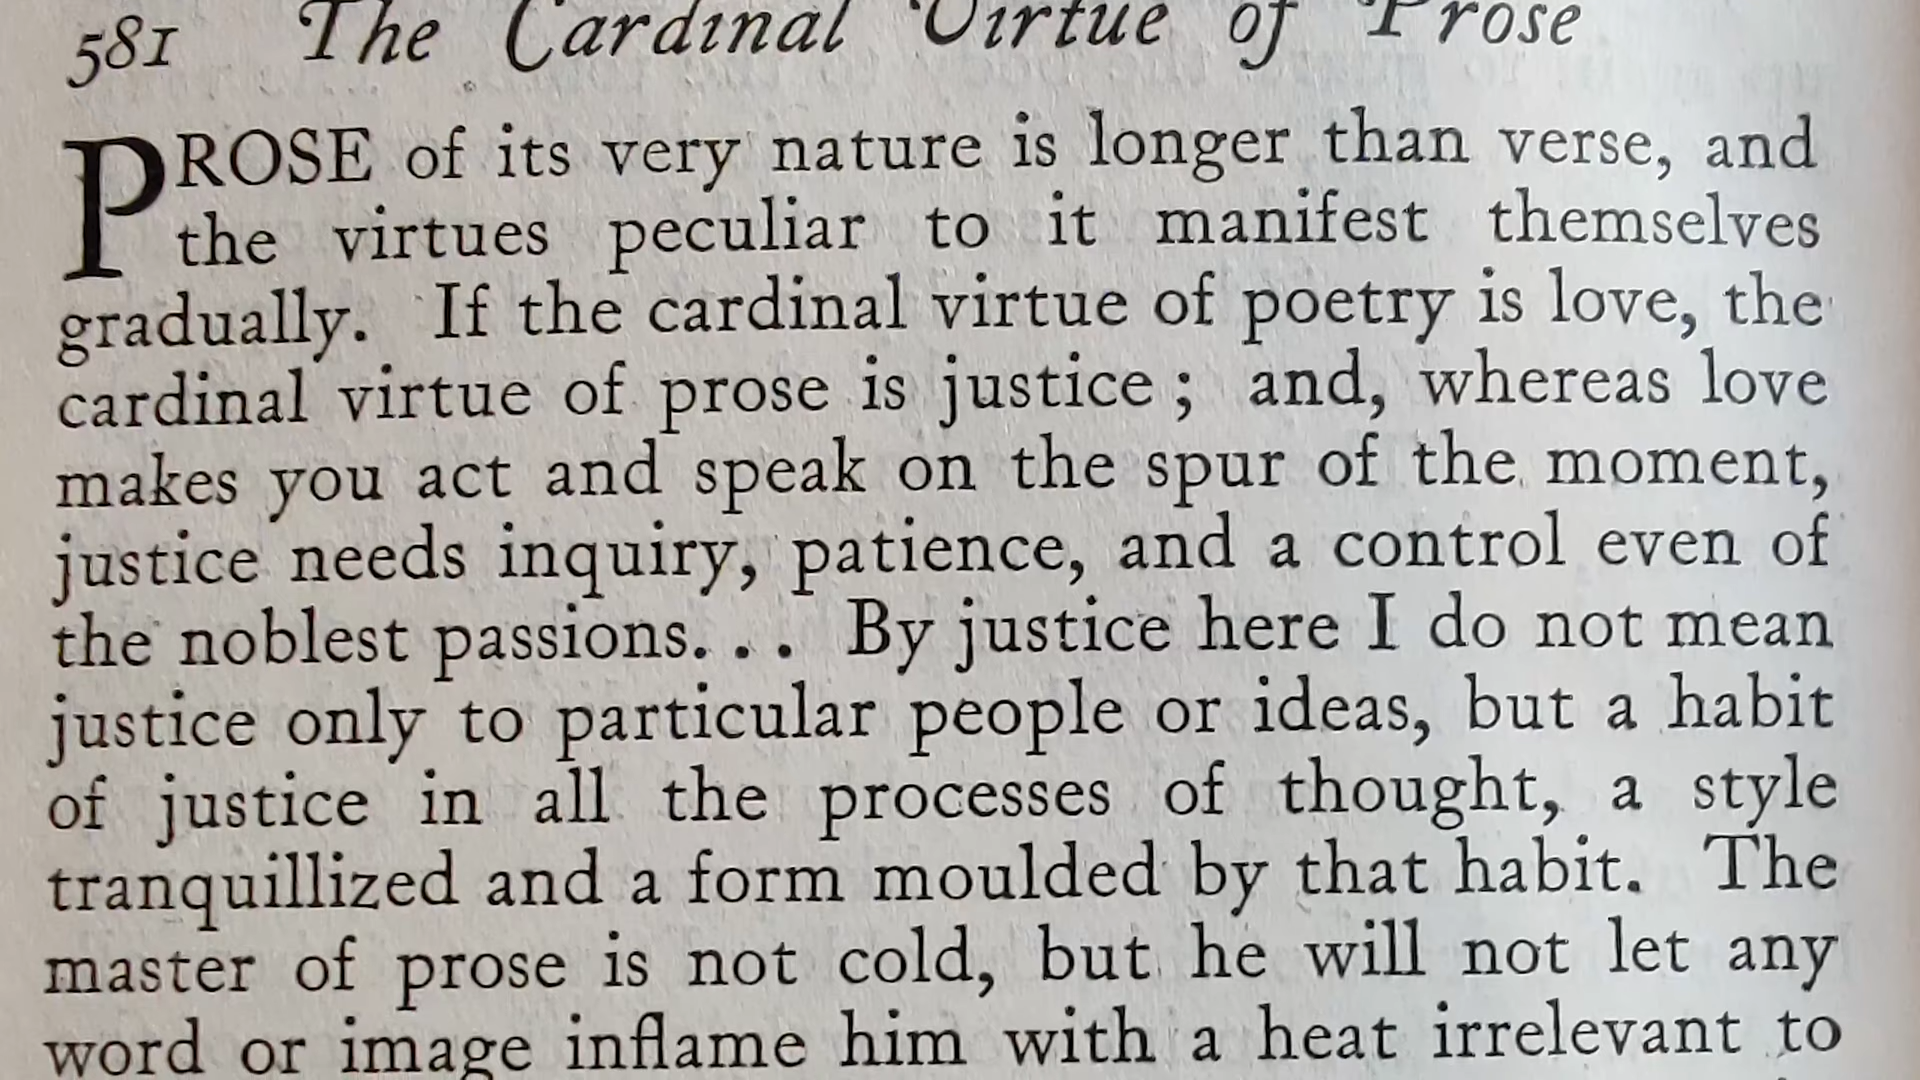 581 The Cardinal Virtue of Prose
PROSE of its very nature is longer than verse, and
the virtues peculiar to it manifest themselves
gradually. If the cardinal virtue of poetry is love, the
cardinal virtue of prose is justice ; and, whereas love
makes you act and speak on the spur of the moment,
justice needs inquiry, patience, and a control even of
the noblest passions. . . By justice here I do not mean
justice only to particular people or ideas, but a habit
of justice in all the processes of thought, a style
tranquillized and a form moulded by that habit. The
master of prose is not cold, but he will not let any
word or image inflame him with a heat irrelevant to